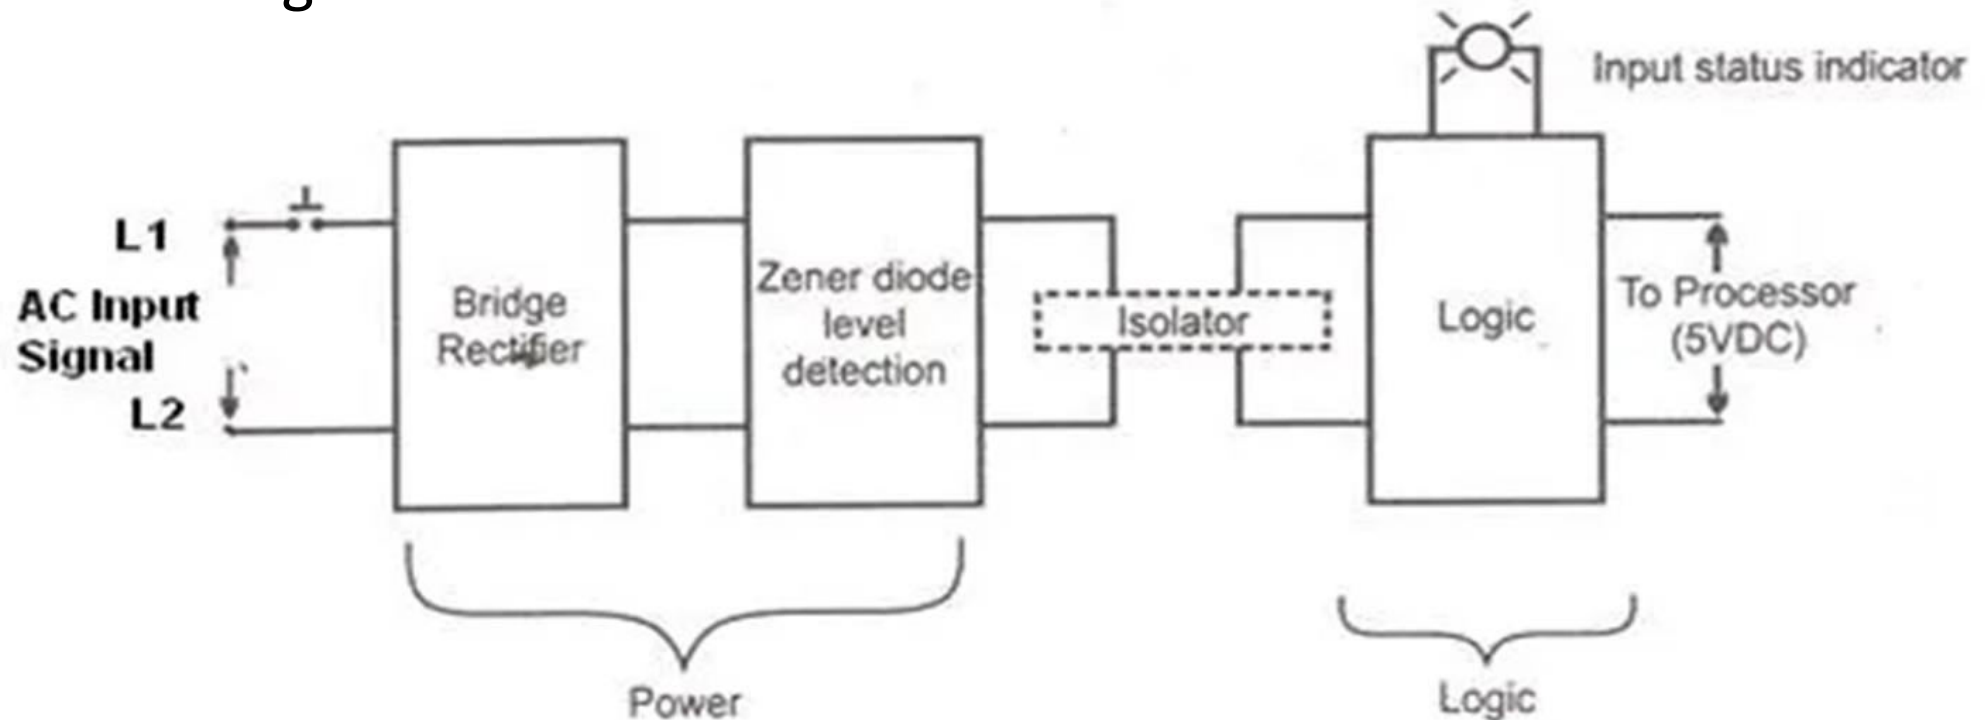 Input status indicator
L1
AC Input
Signal
L2
Bridge
Rectifier
Zener diode
level
detection
Isolator
Logic
To Processor
(5VDC)
Power
Logic